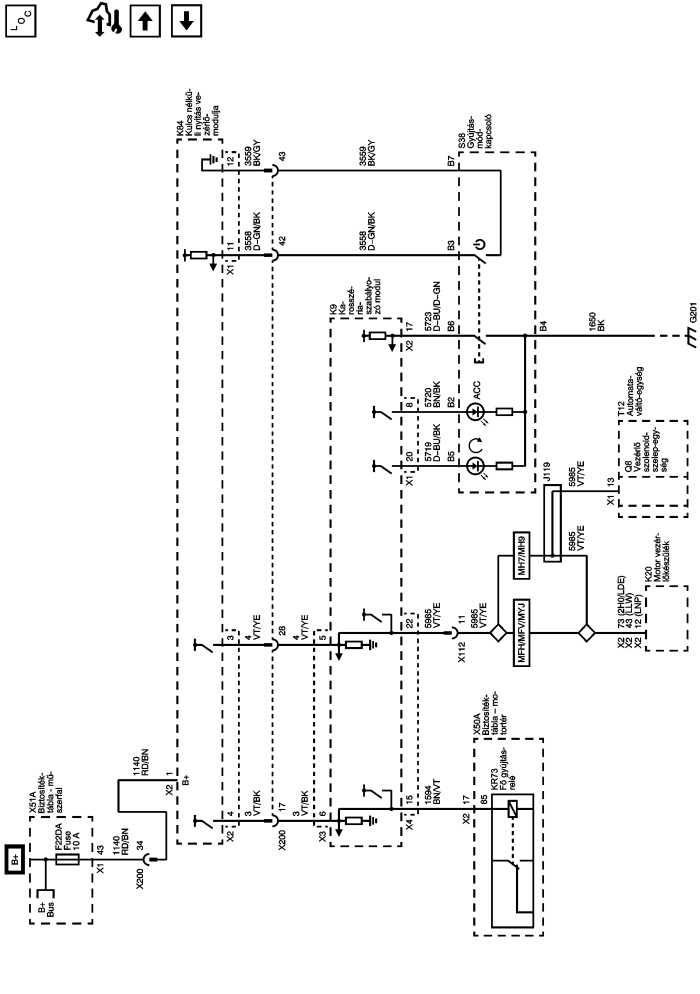 LOC
K84
Kulcs nélkü-
li nyitás ve-
zérlő-
modulja
12
3559
BK/GY
43
3559
BK/GY
B7
S38
Gyújtás-
mód-
kapcsoló
11
X1
3558
D–GN/BK
42
3558
D–GN/BK
B3
K9 Ka-
rosszé-
ria-
szabályo-
zó modul
17
X2
5723
D–BU/D–GN
B6
B4
1650
BK
G201
8
5720
BN/BK
B2
ACC
20
X1
5719
D–BU/BK
B5
J119
5985
VT/YE
X1
13
T12
Automata-
váltó-egység
Q8
Vezérlő
szolenoid-
szelep-egy-
ség
5985
VT/YE
MH7/MH9
MFH/MFV/MYJ
3
4
VT/YE
28
4
VT/YE
5
22
5985
VT/YE
X112
11
5985
VT/YE
X2 73 (2H0/LDE)
X2 43 (LLW)
X2 12 (LNP)
K20
Motor vezér-
lőkészülék
X51A
Biztosíték-
tábla - mű-
szerfal
B+
B+
Bus
F22DA
Fuse
10 A
X1
43
1140
RD/BN
34
X200
1140
RD/BN
X2
1
B+
4
X2
3
VT/BK
17
X200
3
VT/BK
6
X3
15
X4
1594
BN/VT
X2
17
X50A
Biztosíték-
tábla – mo-
tortér
85
KR73
Fő gyújtás-
relé